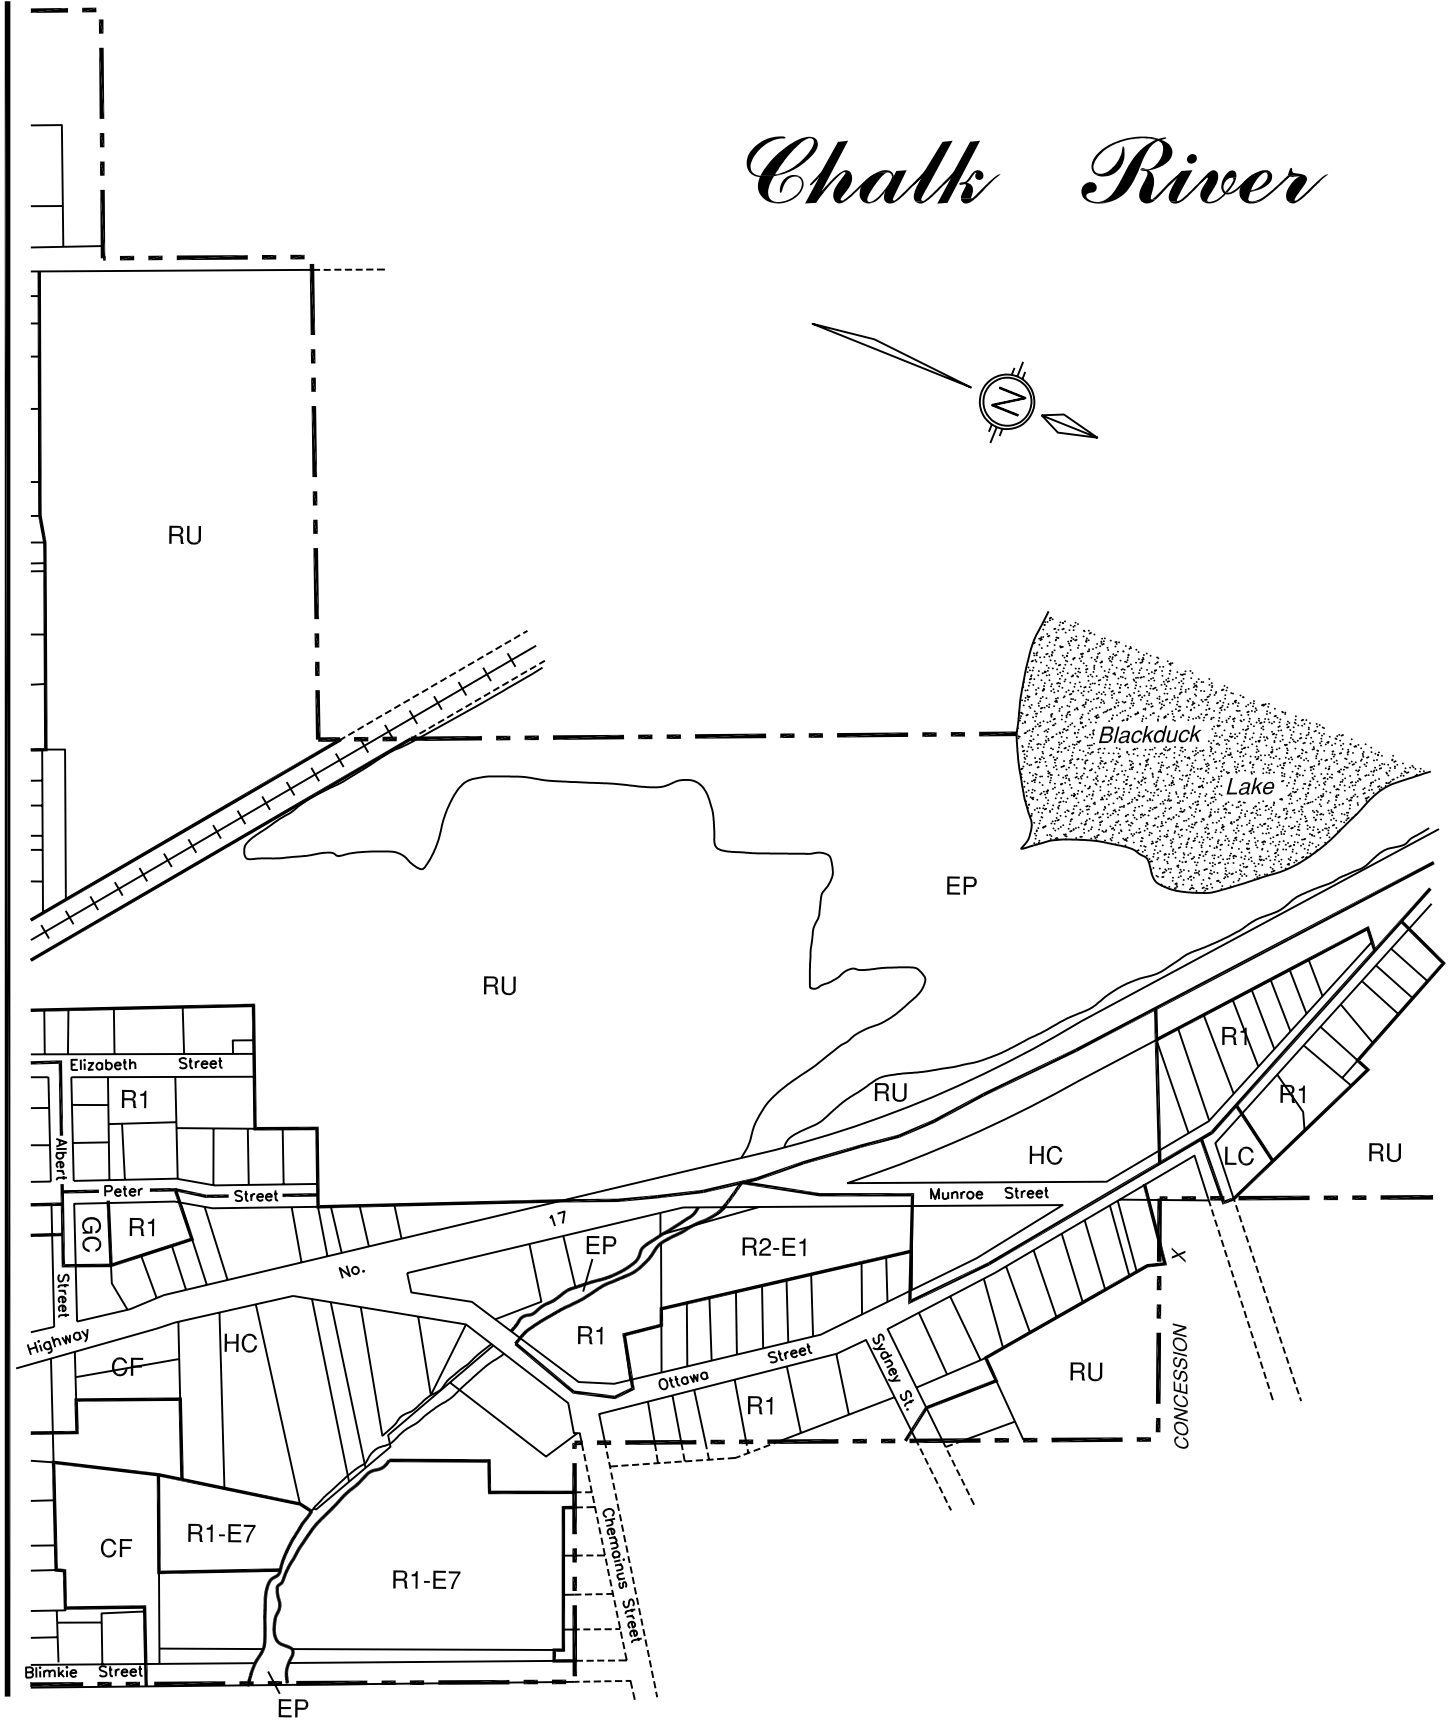 Chalk River
N
RU
Blackduck
Lake
EP
RU
R1
Elizabeth Street
R1
RU
R1
Albert
HC
LC
RU
Peter Street
Munroe Street
GC
R1
17
EP
R2-E1
X
No.
Street
Highway
HC
R1
CF
Ottawa Street
Sydney St.
RU
CONCESSION
R1
CF
R1-E7
R1-E7
Chemainus Street
Blimkie Street
EP